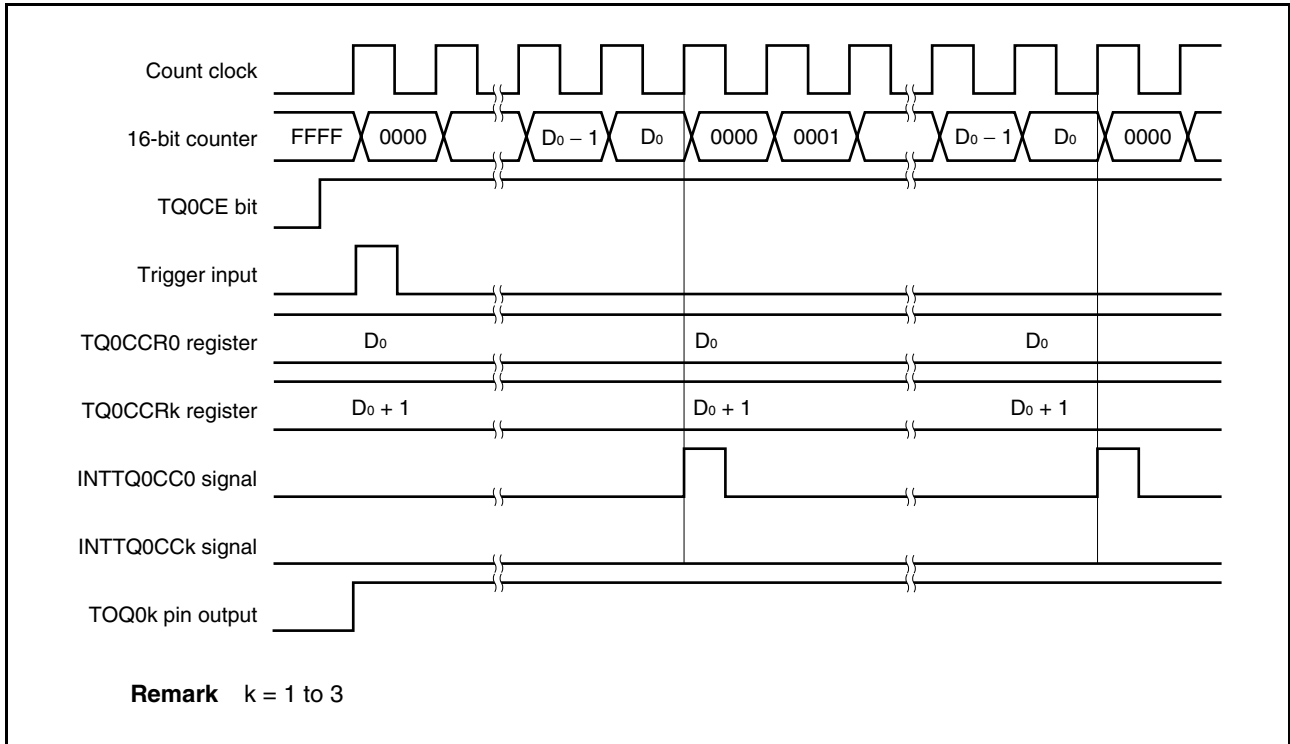 Count clock
16-bit counter FFFF 0000 D₀ − 1 D₀ 0000 0001 D₀ − 1 D₀ 0000
TQ0CE bit
Trigger input
TQ0CCR0 register D₀ D₀ D₀
TQ0CCRk register D₀ + 1 D₀ + 1 D₀ + 1
INTTQ0CC0 signal
INTTQ0CCk signal
TOQ0k pin output
Remark k = 1 to 3